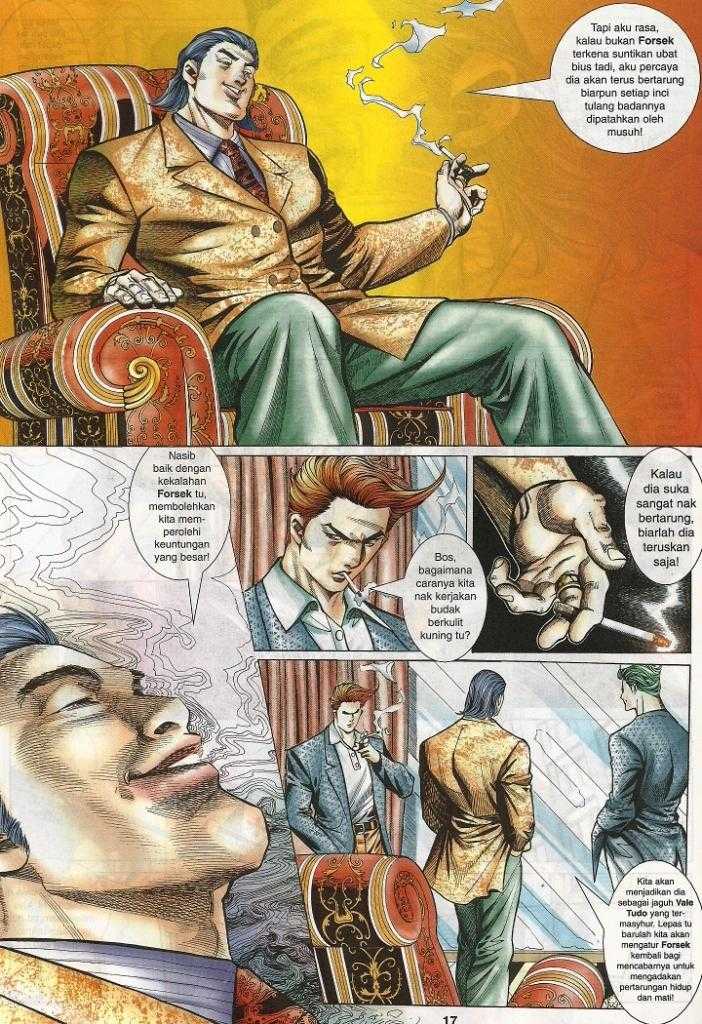 Tapi aku rasa,
kalau bukan Forsek
terkena suntikan ubat
bius tadi, aku percaya
dia akan terus bertarung
biarpun setiap inci
tulang badannya
dipatahkan oleh
musuh!
Nasib
baik dengan
kekalahan
Forsek tu,
membolehkan
kita mem-
perolehi
keuntungan
yang besar!
Bos,
bagaimana
caranya kita
nak kerjakan
budak
berkulit
kuning tu?
Kalau
dia suka
sangat nak
bertarung,
biarlah dia
teruskan
saja!
Kita akan
menjadikan dia
sebagai jaguh Vale
Tudo yang ter-
masyhur. Lepas tu
barulah kita akan
mengatur Forsek
kembali bagi
mencabarnya untuk
mengadakan
pertarungan hidup
dan mati!
17